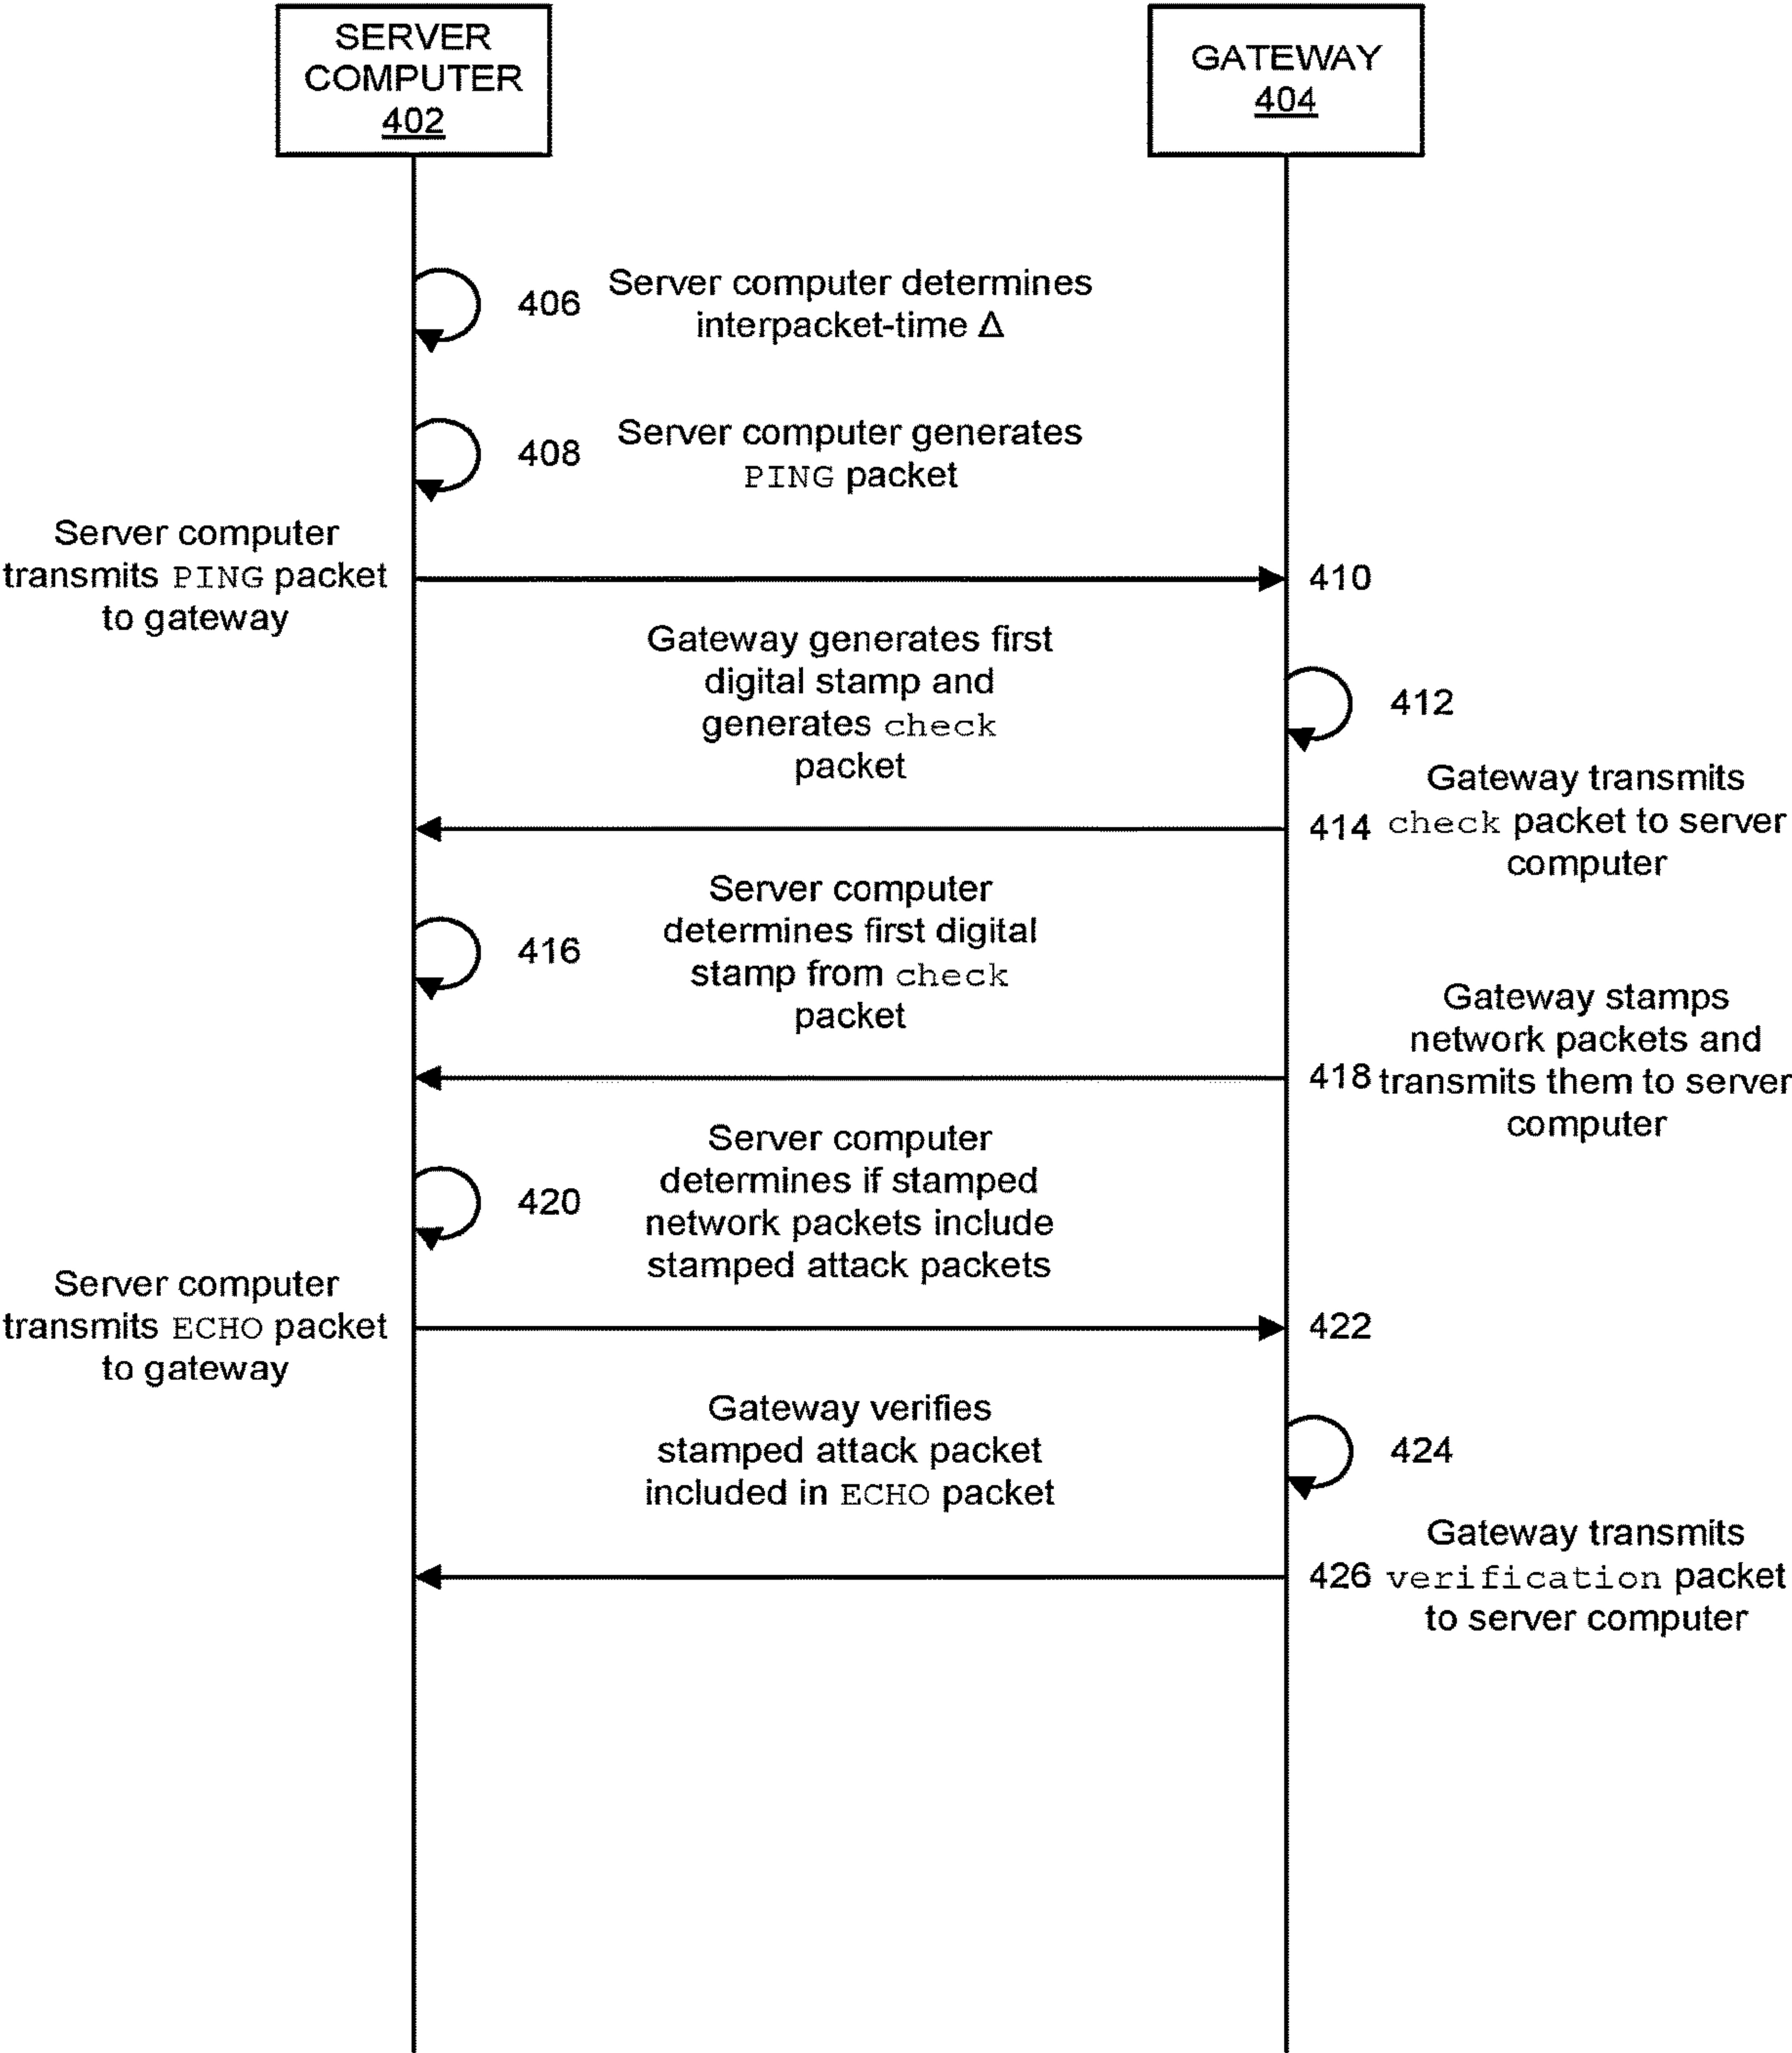 SERVER
COMPUTER
402
GATEWAY
404
406
Server computer determines
interpacket-time Δ
408
Server computer generates
PING packet
Server computer
transmits PING packet
to gateway
410
Gateway generates first
digital stamp and
generates check
packet
412
Gateway transmits
check packet to server
computer
414
Server computer
determines first digital
stamp from check
packet
416
Gateway stamps
network packets and
transmits them to server
computer
418
Server computer
determines if stamped
network packets include
stamped attack packets
420
Server computer
transmits ECHO packet
to gateway
422
Gateway verifies
stamped attack packet
included in ECHO packet
424
Gateway transmits
verification packet
to server computer
426